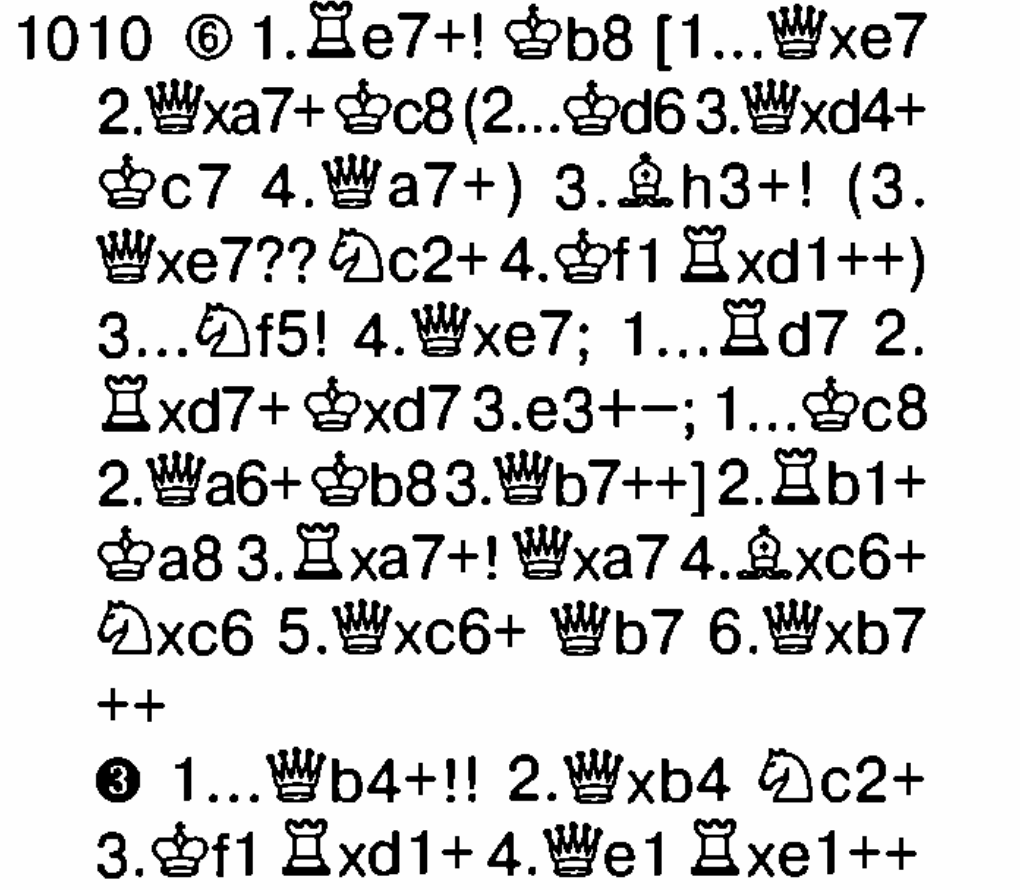 1010 ⑥ 1.♖e7+! ♔b8 [1...♕xe7
2.♕xa7+ ♔c8 (2...♔d6 3.♕xd4+
♔c7 4.♕a7+) 3.♗h3+! (3.
♕xe7?? ♘c2+ 4.♔f1 ♖xd1++)
3...♘f5! 4.♕xe7; 1...♖d7 2.
♖xd7+ ♔xd7 3.e3+−; 1...♔c8
2.♕a6+ ♔b8 3.♕b7++] 2.♖b1+
♔a8 3.♖xa7+! ♕xa7 4.♗xc6+
♘xc6 5.♕xc6+ ♕b7 6.♕xb7
++
❸ 1...♕b4+!! 2.♕xb4 ♘c2+
3.♔f1 ♖xd1+ 4.♕e1 ♖xe1++